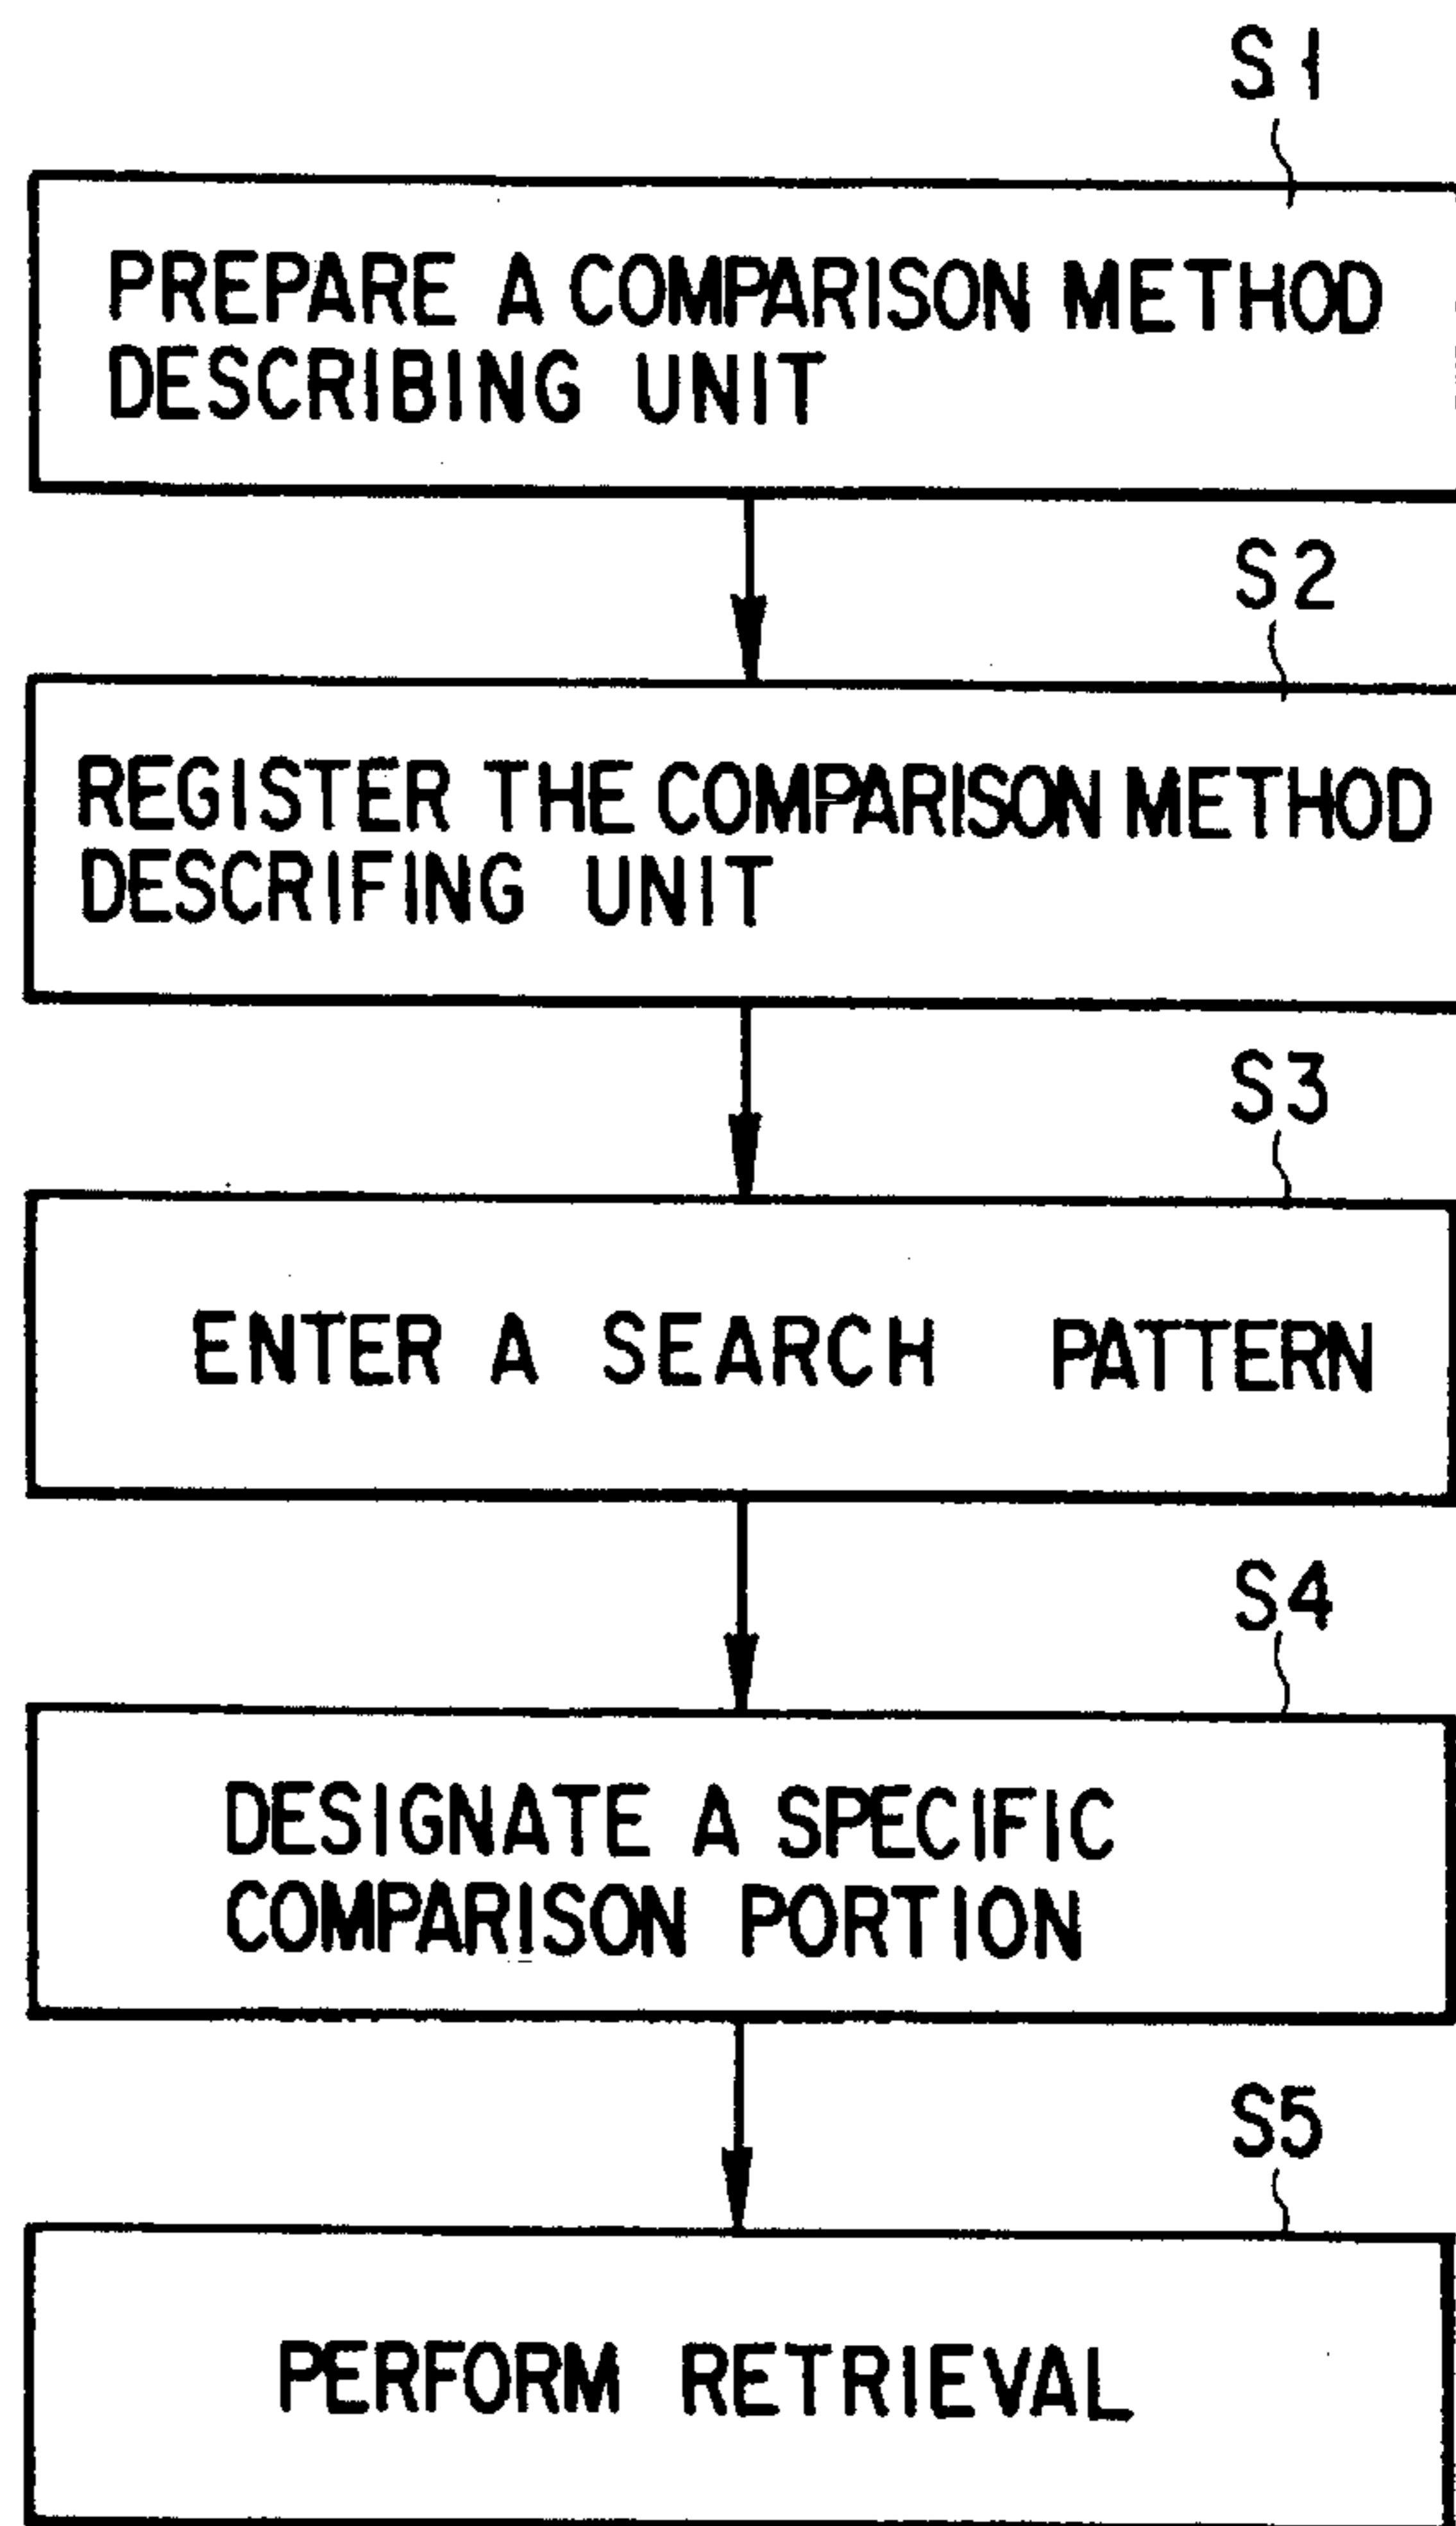 S1
PREPARE A COMPARISON METHOD
DESCRIBING UNIT
S2
REGISTER THE COMPARISON METHOD
DESCRIFING UNIT
S3
ENTER A SEARCH PATTERN
S4
DESIGNATE A SPECIFIC
COMPARISON PORTION
S5
PERFORM RETRIEVAL